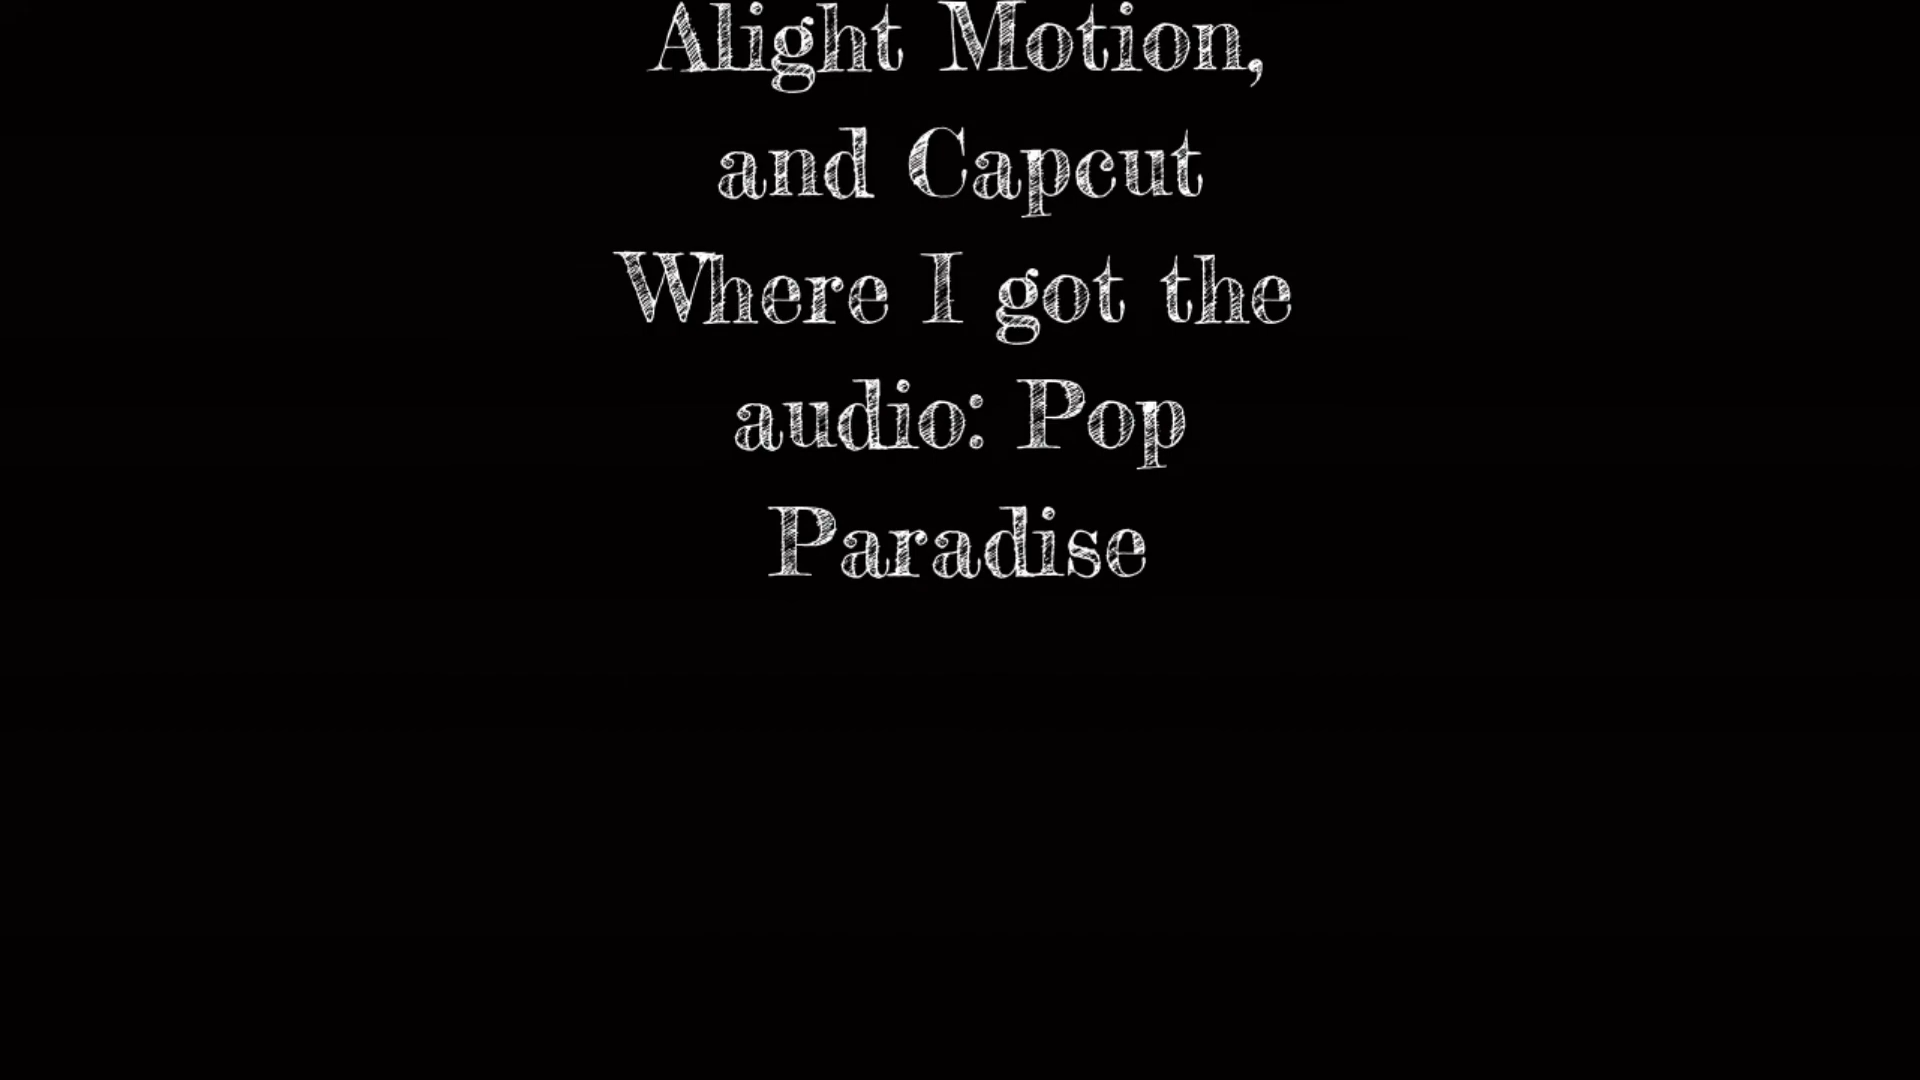 Alight Motion,
and Capcut
Where I got the
audio: Pop
Paradise